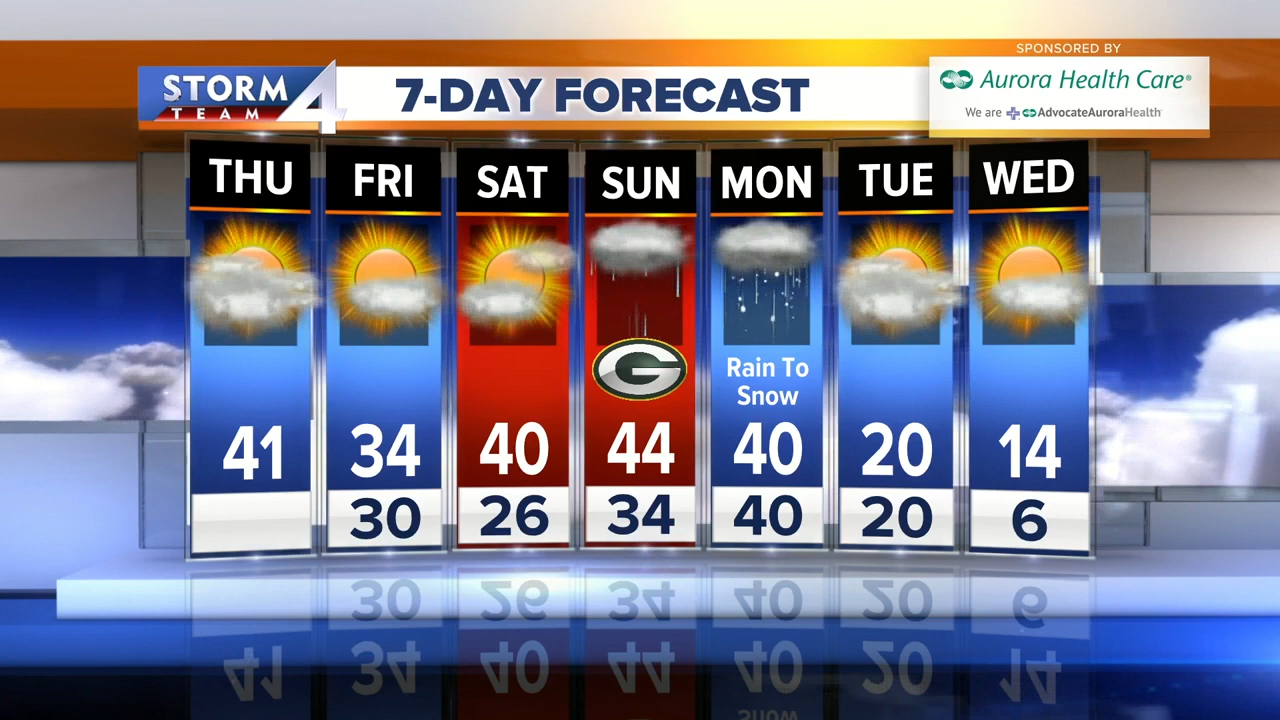 SPONSORED BY
STORM
TEAM 4
7-DAY FORECAST
Aurora Health Care®
We are AdvocateAuroraHealth
THU FRI SAT SUN MON TUE WED
G
Rain To
Snow
41 34 40 44 40 20 14
30 26 34 40 20 6